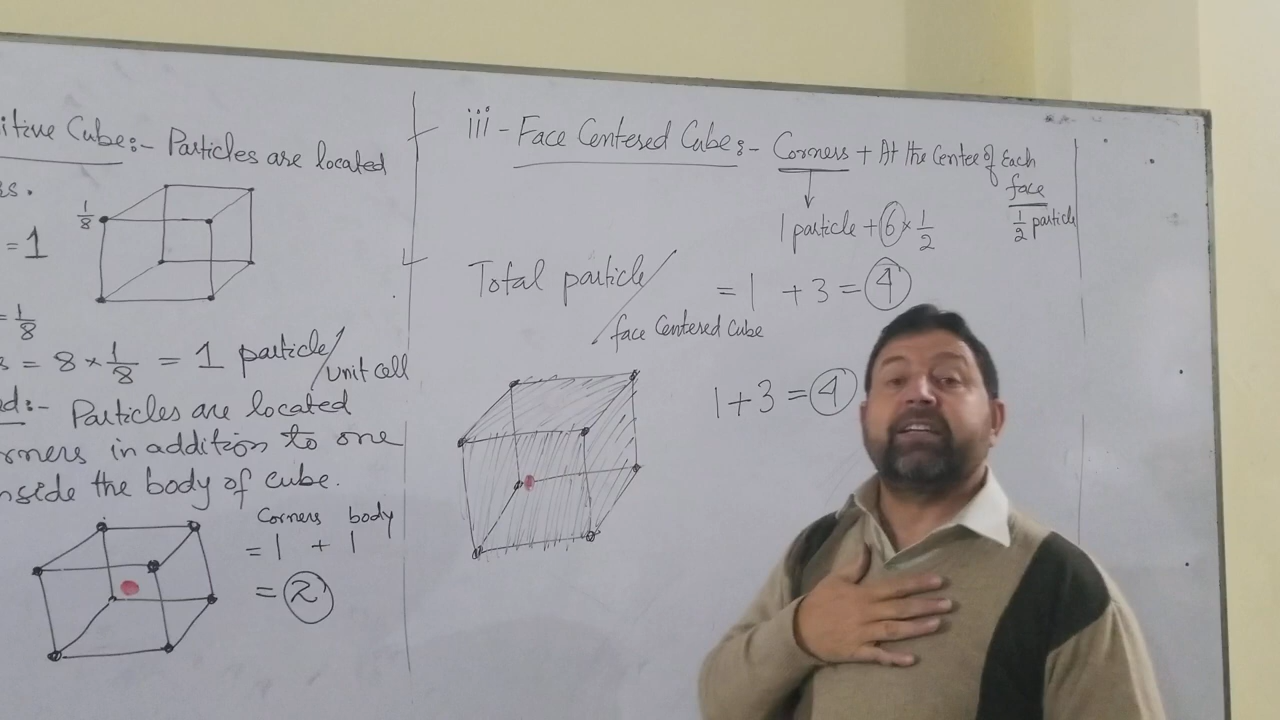 itive Cube:- Particles are located
rs.
1/8
= 1
= 1/8
s = 8 × 1/8 = 1 particle/unit cell
ed:- Particles are located
rners in addition to one
nside the body of cube.
Corners body
= 1 + 1
= 2
iii - Face Centered Cube:- Corners + At the Center of Each
face
1 particle + 6 × 1/2
1/2 particle
Total particle/
face Centered Cube
= 1 + 3 = 4
1 + 3 = 4